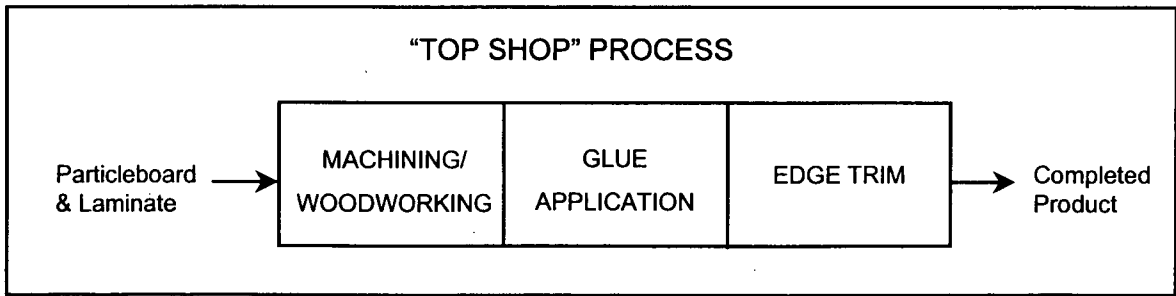 “TOP SHOP” PROCESS
Particleboard
& Laminate
MACHINING/
WOODWORKING
GLUE
APPLICATION
EDGE TRIM
Completed
Product